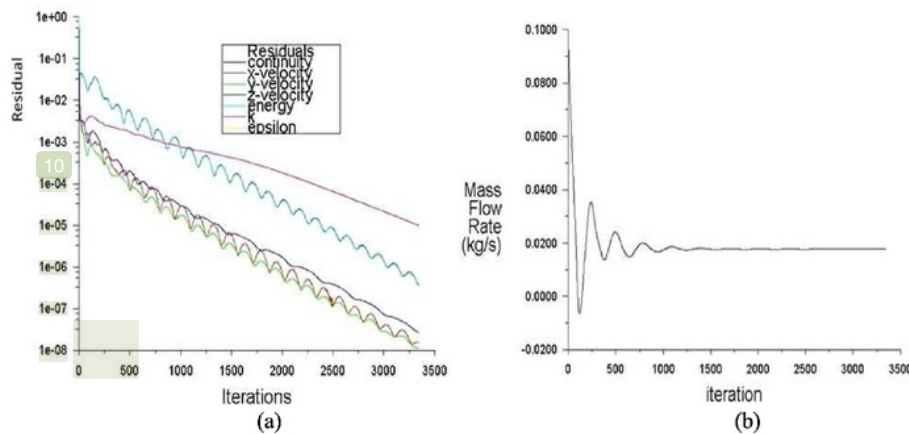 1e+00
1e-01
1e-02
1e-03
1e-04
1e-05
1e-06
1e-07
1e-08
Residual
10
Residuals
continuity
x-velocity
y-velocity
z-velocity
energy
k
epsilon
0 500 1000 1500 2000 2500 3000 3500
Iterations
(a)
0.1000
0.0800
0.0600
0.0400
0.0200
0.0000
-0.0200
Mass
Flow
Rate
(kg/s)
0 500 1000 1500 2000 2500 3000 3500
iteration
(b)